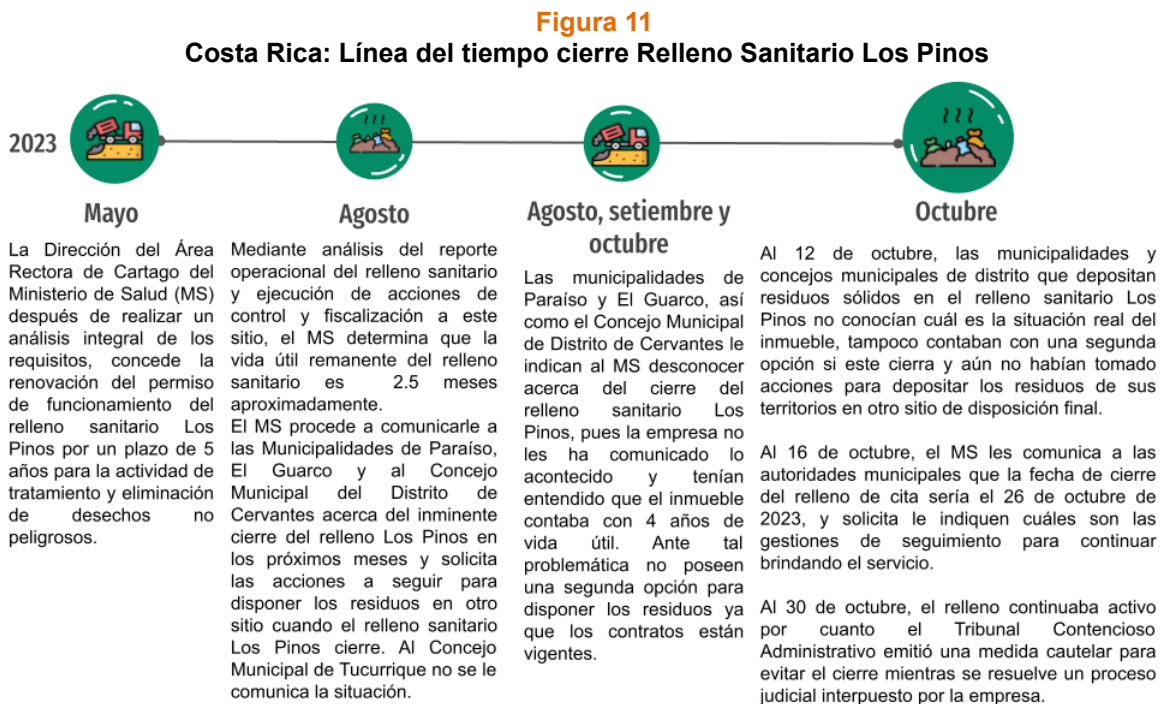 Figura 11
Costa Rica: Línea del tiempo cierre Relleno Sanitario Los Pinos
2023
Mayo
La Dirección del Área
Rectora de Cartago del
Ministerio de Salud (MS)
después de realizar un
análisis integral de los
requisitos, concede la
renovación del permiso
de funcionamiento del
relleno sanitario Los
Pinos por un plazo de 5
años para la actividad de
tratamiento y eliminación
de desechos no
peligrosos.
Agosto
Mediante análisis del reporte
operacional del relleno sanitario
y ejecución de acciones de
control y fiscalización a este
sitio, el MS determina que la
vida útil remanente del relleno
sanitario es 2.5 meses
aproximadamente.
El MS procede a comunicarle a
las Municipalidades de Paraíso,
El Guarco y al Concejo
Municipal del Distrito de
Cervantes acerca del inminente
cierre del relleno Los Pinos en
los próximos meses y solicita
las acciones a seguir para
disponer los residuos en otro
sitio cuando el relleno sanitario
Los Pinos cierre. Al Concejo
Municipal de Tucurrique no se le
comunica la situación.
Agosto, setiembre y
octubre
Las municipalidades de
Paraíso y El Guarco, así
como el Concejo Municipal
de Distrito de Cervantes le
indican al MS desconocer
acerca del cierre del
relleno sanitario Los
Pinos, pues la empresa no
les ha comunicado lo
acontecido y tenían
entendido que el inmueble
contaba con 4 años de
vida útil. Ante tal
problemática no poseen
una segunda opción para
disponer los residuos ya
que los contratos están
vigentes.
Octubre
Al 12 de octubre, las municipalidades y
concejos municipales de distrito que depositan
residuos sólidos en el relleno sanitario Los
Pinos no conocían cuál es la situación real del
inmueble, tampoco contaban con una segunda
opción si este cierra y aún no habían tomado
acciones para depositar los residuos de sus
territorios en otro sitio de disposición final.
Al 16 de octubre, el MS les comunica a las
autoridades municipales que la fecha de cierre
del relleno de cita sería el 26 de octubre de
2023, y solicita le indiquen cuáles son las
gestiones de seguimiento para continuar
brindando el servicio.
Al 30 de octubre, el relleno continuaba activo
por cuanto el Tribunal Contencioso
Administrativo emitió una medida cautelar para
evitar el cierre mientras se resuelve un proceso
judicial interpuesto por la empresa.